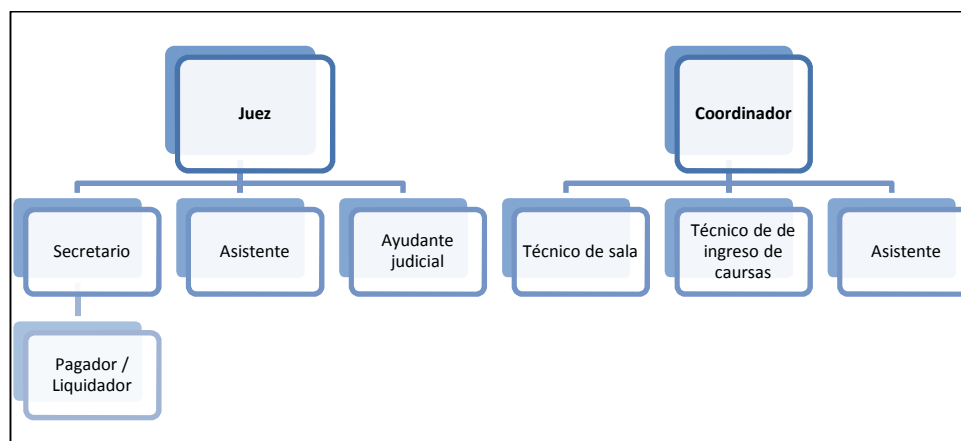 Juez
Coordinador
Secretario
Asistente
Ayudante
judicial
Técnico de sala
Técnico de de
ingreso de
caursas
Asistente
Pagador /
Liquidador